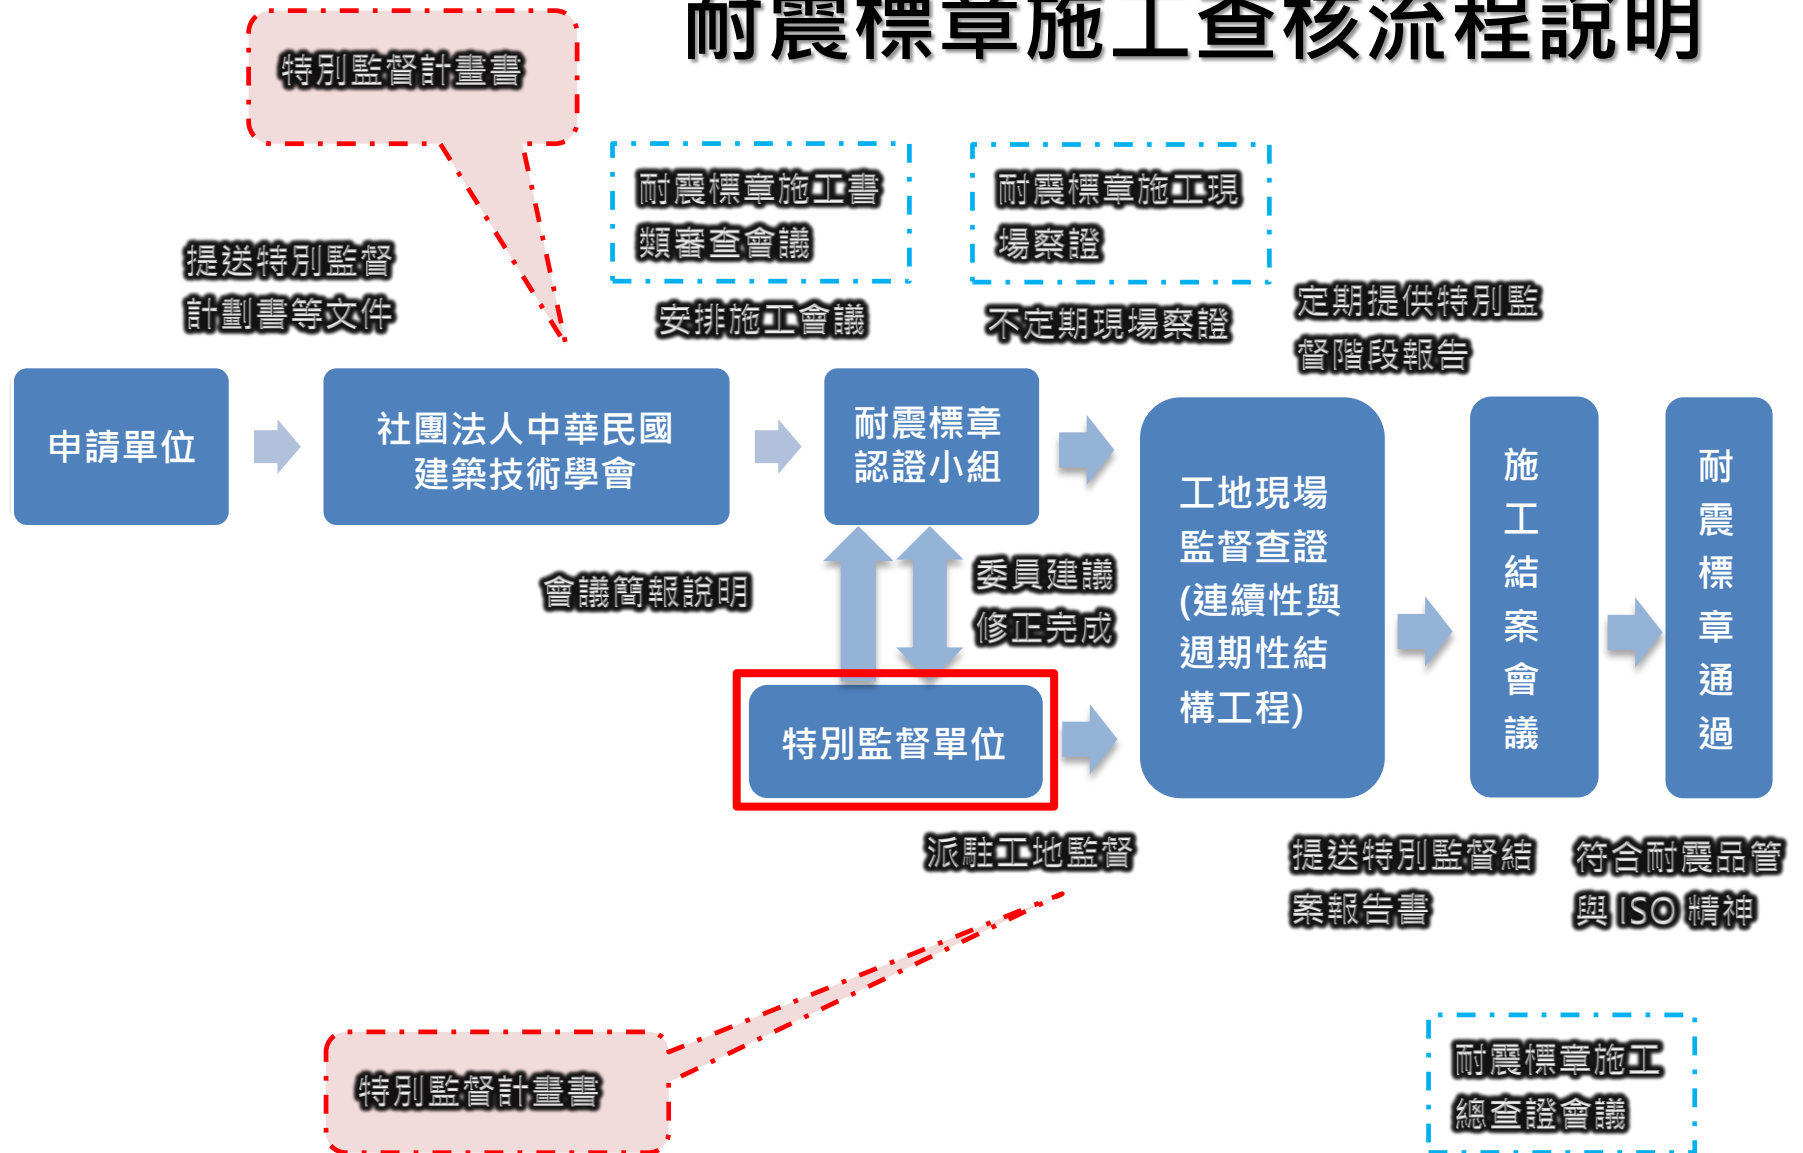 耐震標章施工查核流程說明
特別監督計畫書
耐震標章施工書
類審查會議
耐震標章施工現
場察證
提送特別監督
計劃書等文件
安排施工會議
不定期現場察證
定期提供特別監
督階段報告
申請單位
社團法人中華民國
建築技術學會
耐震標章
認證小組
工地現場
監督查證
(連續性與
週期性結
構工程)
施
工
結
案
會
議
耐
震
標
章
通
過
會議簡報說明
委員建議
修正完成
特別監督單位
派駐工地監督
提送特別監督結
案報告書
符合耐震品管
與 ISO 精神
特別監督計畫書
耐震標章施工
總查證會議